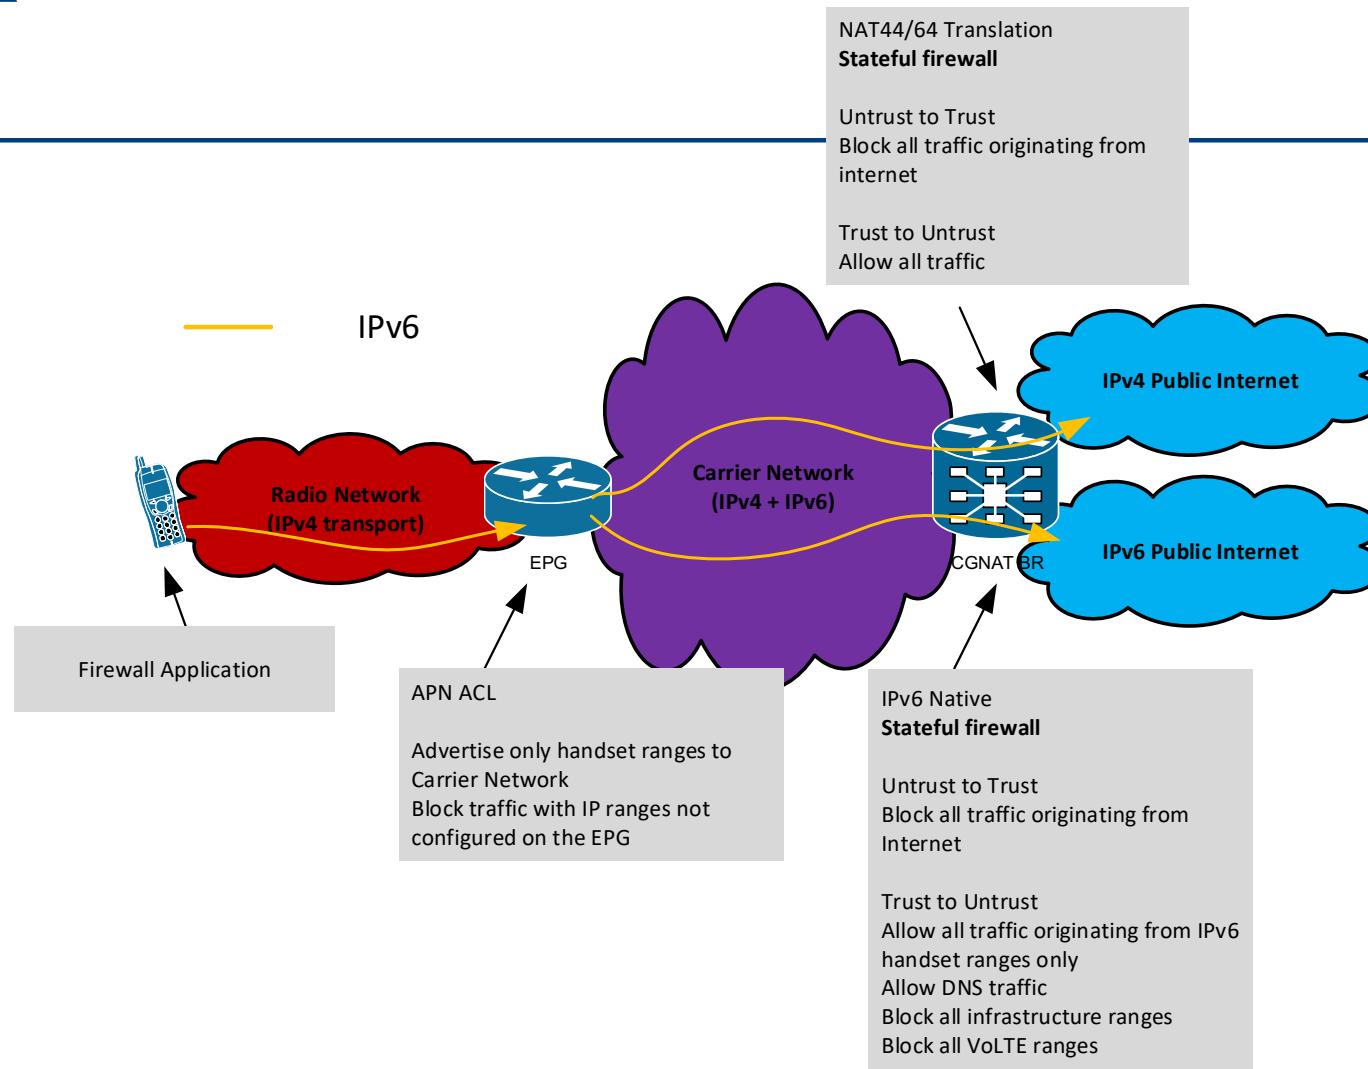 NAT44/64 Translation
Stateful firewall
Untrust to Trust
Block all traffic originating from
internet
Trust to Untrust
Allow all traffic
IPv6
IPv4 Public Internet
Radio Network
(IPv4 transport)
Carrier Network
(IPv4 + IPv6)
IPv6 Public Internet
EPG
CGNAT BR
Firewall Application
APN ACL
Advertise only handset ranges to
Carrier Network
Block traffic with IP ranges not
configured on the EPG
IPv6 Native
Stateful firewall
Untrust to Trust
Block all traffic originating from
Internet
Trust to Untrust
Allow all traffic originating from IPv6
handset ranges only
Allow DNS traffic
Block all infrastructure ranges
Block all VoLTE ranges